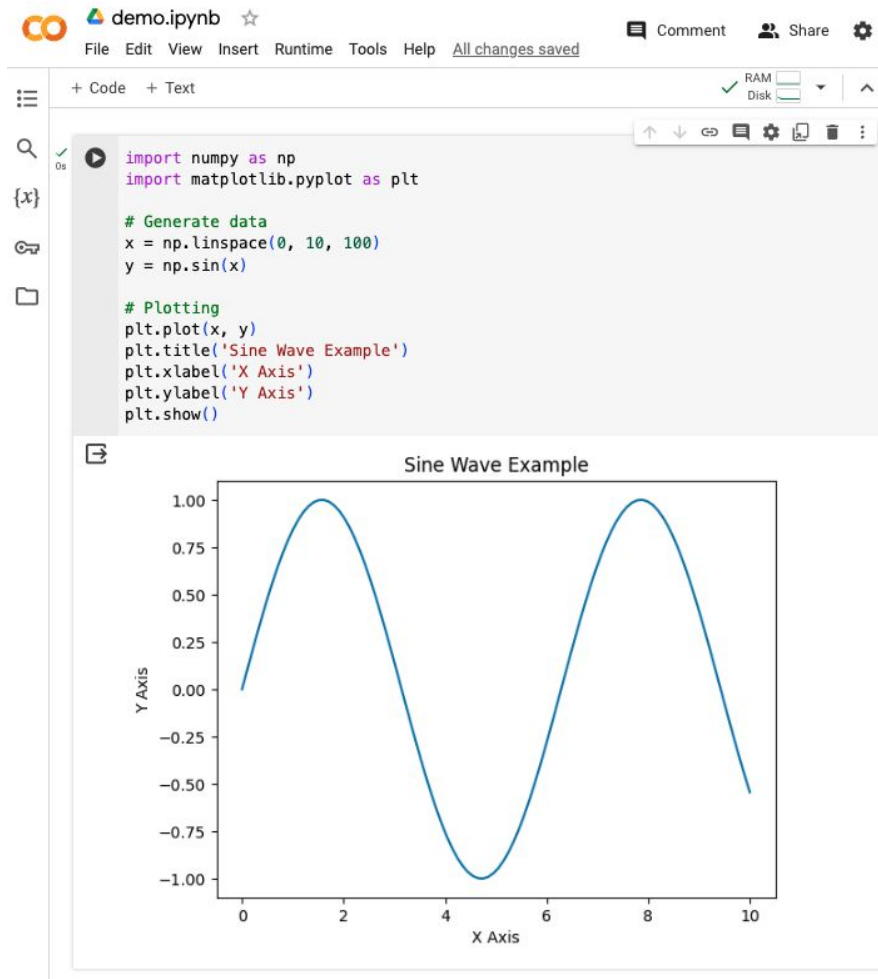 demo.ipynb
Comment
Share
File Edit View Insert Runtime Tools Help All changes saved
+ Code + Text
RAM
Disk
0s
{x}
import numpy as np
import matplotlib.pyplot as plt
# Generate data
x = np.linspace(0, 10, 100)
y = np.sin(x)
# Plotting
plt.plot(x, y)
plt.title('Sine Wave Example')
plt.xlabel('X Axis')
plt.ylabel('Y Axis')
plt.show()
Sine Wave Example
1.00
0.75
0.50
0.25
0.00
−0.25
−0.50
−0.75
−1.00
Y Axis
0 2 4 6 8 10
X Axis